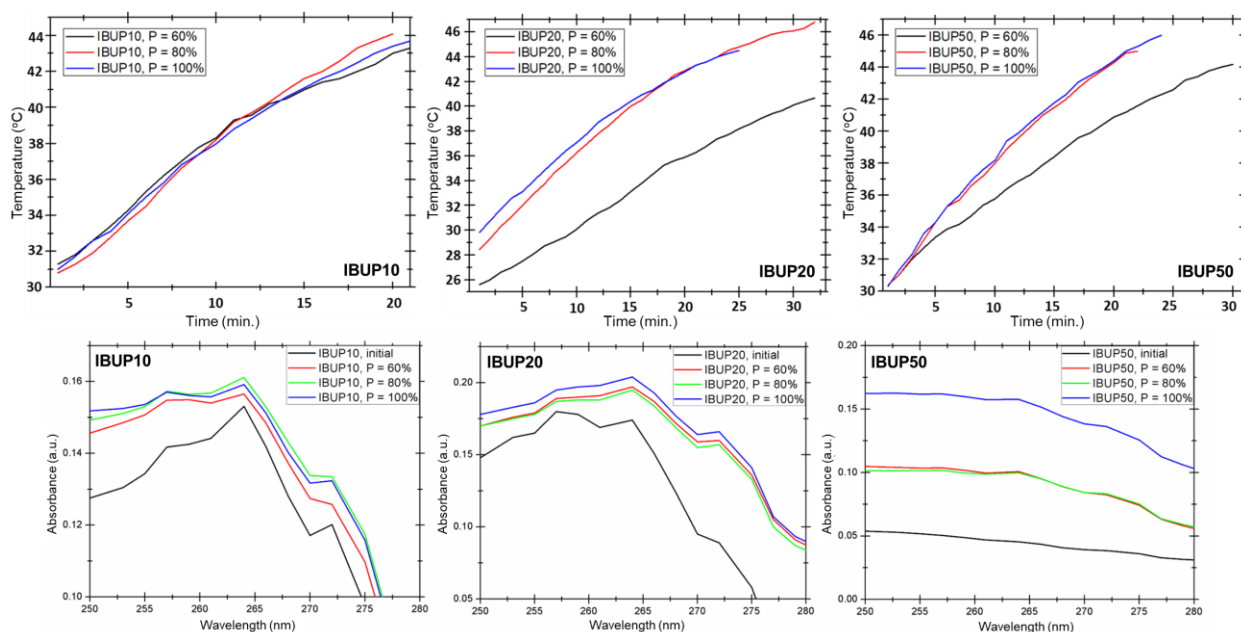 IBUP10, P = 60%
IBUP10, P = 80%
IBUP10, P = 100%
44
42
40
38
36
34
32
31
30
Temperature (°C)
5
10
15
20
Time (min.)
IBUP10
IBUP20, P = 60%
IBUP20, P = 80%
IBUP20, P = 100%
46
44
42
40
38
36
34
32
30
28
26
Temperature (°C)
5
10
15
20
25
30
Time (min.)
IBUP20
IBUP50, P = 60%
IBUP50, P = 80%
IBUP50, P = 100%
46
44
42
40
38
36
34
32
30
Temperature (°C)
5
10
15
20
25
30
Time (min.)
IBUP50
IBUP10
IBUP10, initial
IBUP10, P = 60%
IBUP10, P = 80%
IBUP10, P = 100%
0.16
0.14
0.12
0.10
Absorbance (a.u.)
250
255
260
265
270
275
280
Wavelength (nm)
IBUP20
IBUP20, initial
IBUP20, P = 60%
IBUP20, P = 80%
IBUP20, P = 100%
0.20
0.15
0.10
0.05
Absorbance (a.u.)
250
255
260
265
270
275
280
Wavelength (nm)
IBUP50
IBUP50, initial
IBUP50, P = 60%
IBUP50, P = 80%
IBUP50, P = 100%
0.20
0.15
0.10
0.05
0.00
Absorbance (a.u.)
250
255
260
265
270
275
280
Wavelength (nm)